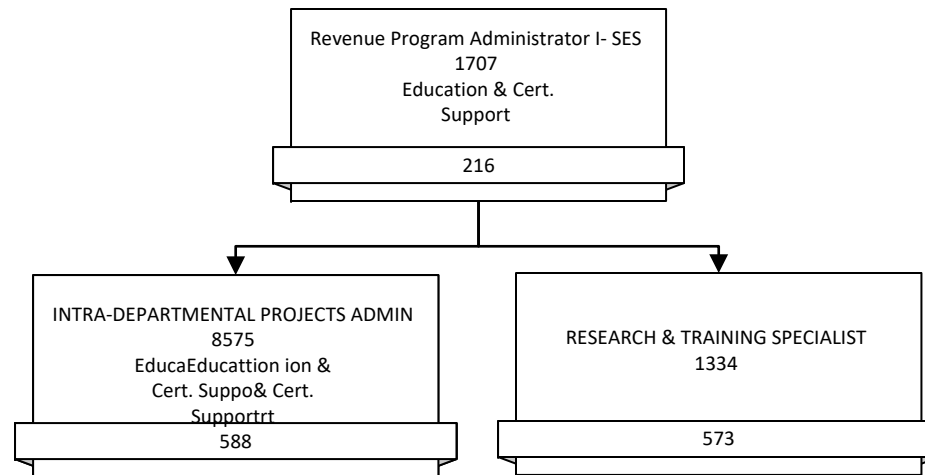 Revenue Program Administrator I- SES
1707
Education & Cert.
Support
216
INTRA-DEPARTMENTAL PROJECTS ADMIN
8575
EducaEducattion ion &
Cert. Suppo& Cert.
Supportrt
588
RESEARCH & TRAINING SPECIALIST
1334
573